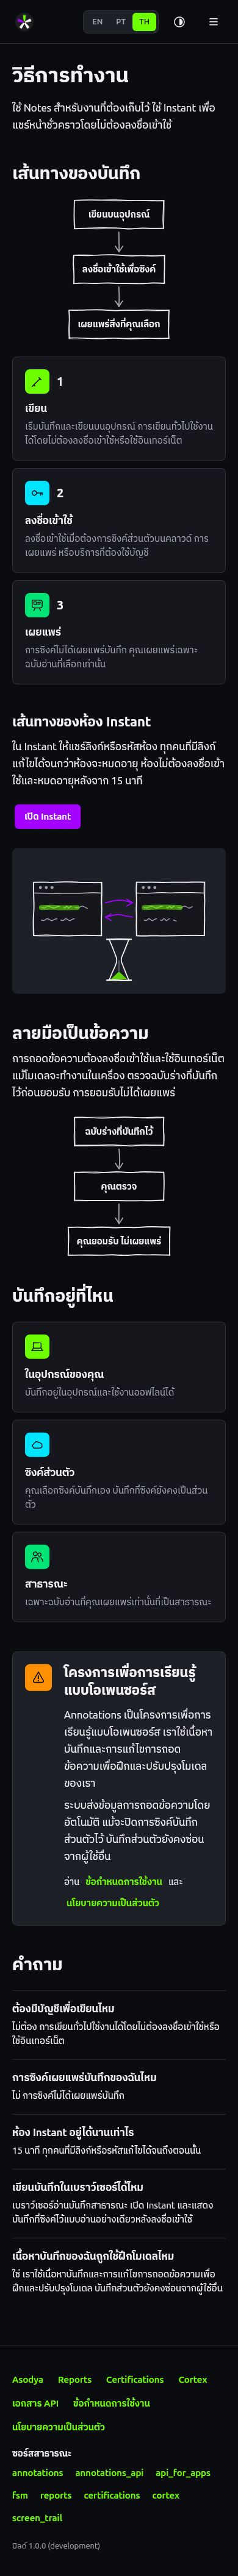 EN PT TH
วิธีการทำงาน
ใช้ Notes สำหรับงานที่ต้องเก็บไว้ ใช้ Instant เพื่อ
แชร์หน้าชั่วคราวโดยไม่ต้องลงชื่อเข้าใช้
เส้นทางของบันทึก
เขียนบนอุปกรณ์
ลงชื่อเข้าใช้เพื่อซิงค์
เผยแพร่สิ่งที่คุณเลือก
1
เขียน
เริ่มบันทึกและเขียนบนอุปกรณ์ การเขียนทั่วไปใช้งาน
ได้โดยไม่ต้องลงชื่อเข้าใช้หรือใช้อินเทอร์เน็ต
2
ลงชื่อเข้าใช้
ลงชื่อเข้าใช้เมื่อต้องการซิงค์ส่วนตัวบนคลาวด์ การ
เผยแพร่ หรือบริการที่ต้องใช้บัญชี
3
เผยแพร่
การซิงค์ไม่ได้เผยแพร่บันทึก คุณเผยแพร่เฉพาะ
ฉบับอ่านที่เลือกเท่านั้น
เส้นทางของห้อง Instant
ใน Instant ให้แชร์ลิงก์หรือรหัสห้อง ทุกคนที่มีลิงก์
แก้ไขได้จนกว่าห้องจะหมดอายุ ห้องไม่ต้องลงชื่อเข้า
ใช้และหมดอายุหลังจาก 15 นาที
เปิด Instant
ลายมือเป็นข้อความ
การถอดข้อความต้องลงชื่อเข้าใช้และใช้อินเทอร์เน็ต
แม้โมเดลจะทำงานในเครื่อง ตรวจฉบับร่างที่บันทึก
ไว้ก่อนยอมรับ การยอมรับไม่ได้เผยแพร่
ฉบับร่างที่บันทึกไว้
คุณตรวจ
คุณยอมรับ ไม่เผยแพร่
บันทึกอยู่ที่ไหน
ในอุปกรณ์ของคุณ
บันทึกอยู่ในอุปกรณ์และใช้งานออฟไลน์ได้
ซิงค์ส่วนตัว
คุณเลือกซิงค์บันทึกเอง บันทึกที่ซิงค์ยังคงเป็นส่วน
ตัว
สาธารณะ
เฉพาะฉบับอ่านที่คุณเผยแพร่เท่านั้นที่เป็นสาธารณะ
โครงการเพื่อการเรียนรู้
แบบโอเพนซอร์ส
Annotations เป็นโครงการเพื่อการ
เรียนรู้แบบโอเพนซอร์ส เราใช้เนื้อหา
บันทึกและการแก้ไขการถอด
ข้อความเพื่อฝึกและปรับปรุงโมเดล
ของเรา
ระบบส่งข้อมูลการถอดข้อความโดย
อัตโนมัติ แม้จะปิดการซิงค์บันทึก
ส่วนตัวไว้ บันทึกส่วนตัวยังคงซ่อน
จากผู้ใช้อื่น
อ่าน ข้อกำหนดการใช้งาน และ
นโยบายความเป็นส่วนตัว
คำถาม
ต้องมีบัญชีเพื่อเขียนไหม
ไม่ต้อง การเขียนทั่วไปใช้งานได้โดยไม่ต้องลงชื่อเข้าใช้หรือ
ใช้อินเทอร์เน็ต
การซิงค์เผยแพร่บันทึกของฉันไหม
ไม่ การซิงค์ไม่ได้เผยแพร่บันทึก
ห้อง Instant อยู่ได้นานเท่าไร
15 นาที ทุกคนที่มีลิงก์หรือรหัสแก้ไขได้จนถึงตอนนั้น
เขียนบันทึกในเบราว์เซอร์ได้ไหม
เบราว์เซอร์อ่านบันทึกสาธารณะ เปิด Instant และแสดง
บันทึกที่ซิงค์ไว้แบบอ่านอย่างเดียวหลังลงชื่อเข้าใช้
เนื้อหาบันทึกของฉันถูกใช้ฝึกโมเดลไหม
ใช่ เราใช้เนื้อหาบันทึกและการแก้ไขการถอดข้อความเพื่อ
ฝึกและปรับปรุงโมเดล บันทึกส่วนตัวยังคงซ่อนจากผู้ใช้อื่น
Asodya Reports Certifications Cortex
เอกสาร API ข้อกำหนดการใช้งาน
นโยบายความเป็นส่วนตัว
ซอร์สสาธารณะ
annotations annotations_api api_for_apps
fsm reports certifications cortex
screen_trail
บิลด์ 1.0.0 (development)